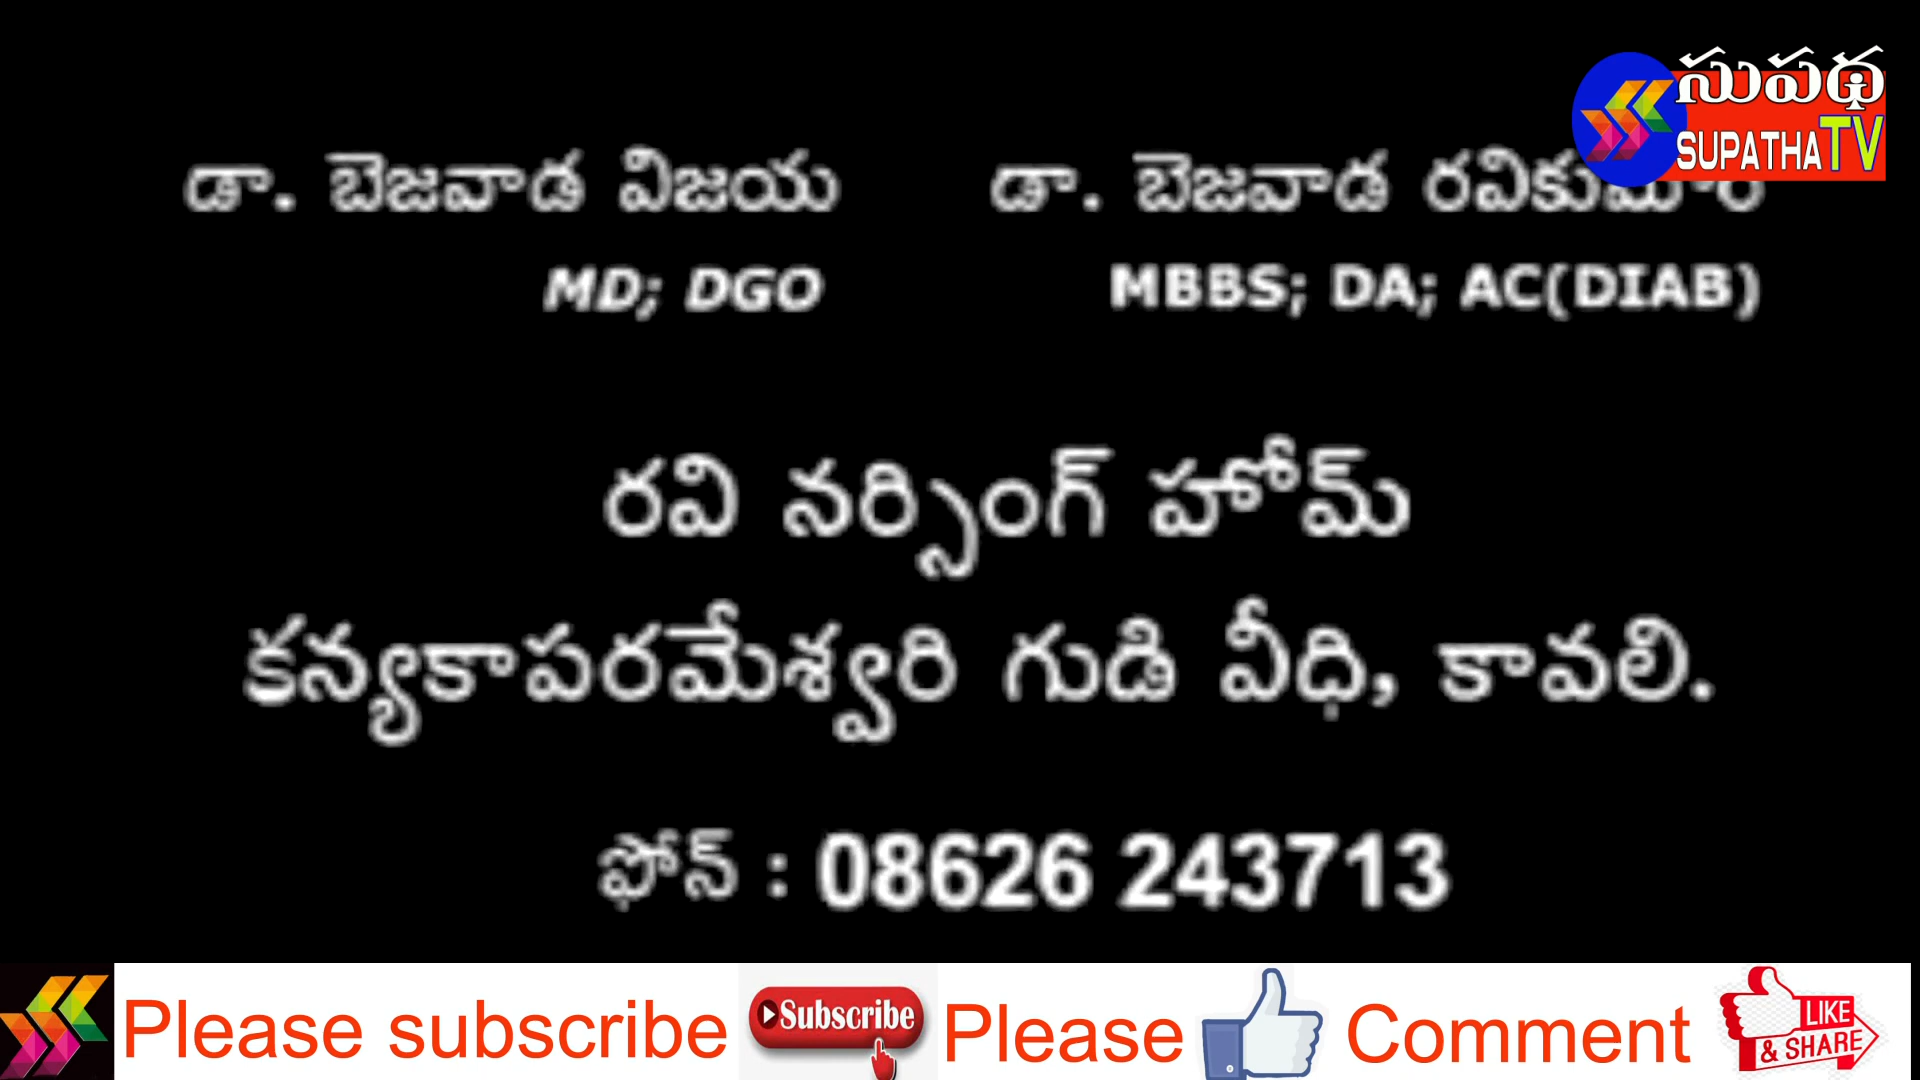 సుపథ
SUPATHA TV
డా. బెజవాడ విజయ
MD; DGO
డా. బెజవాడ రవికుమార్
MBBS; DA; AC(DIAB)
రవి నర్సింగ్ హోమ్
కన్యకాపరమేశ్వరి గుడి వీధి, కావలి.
ఫోన్ : 08626 243713
Please subscribe Subscribe Please Comment LIKE & SHARE